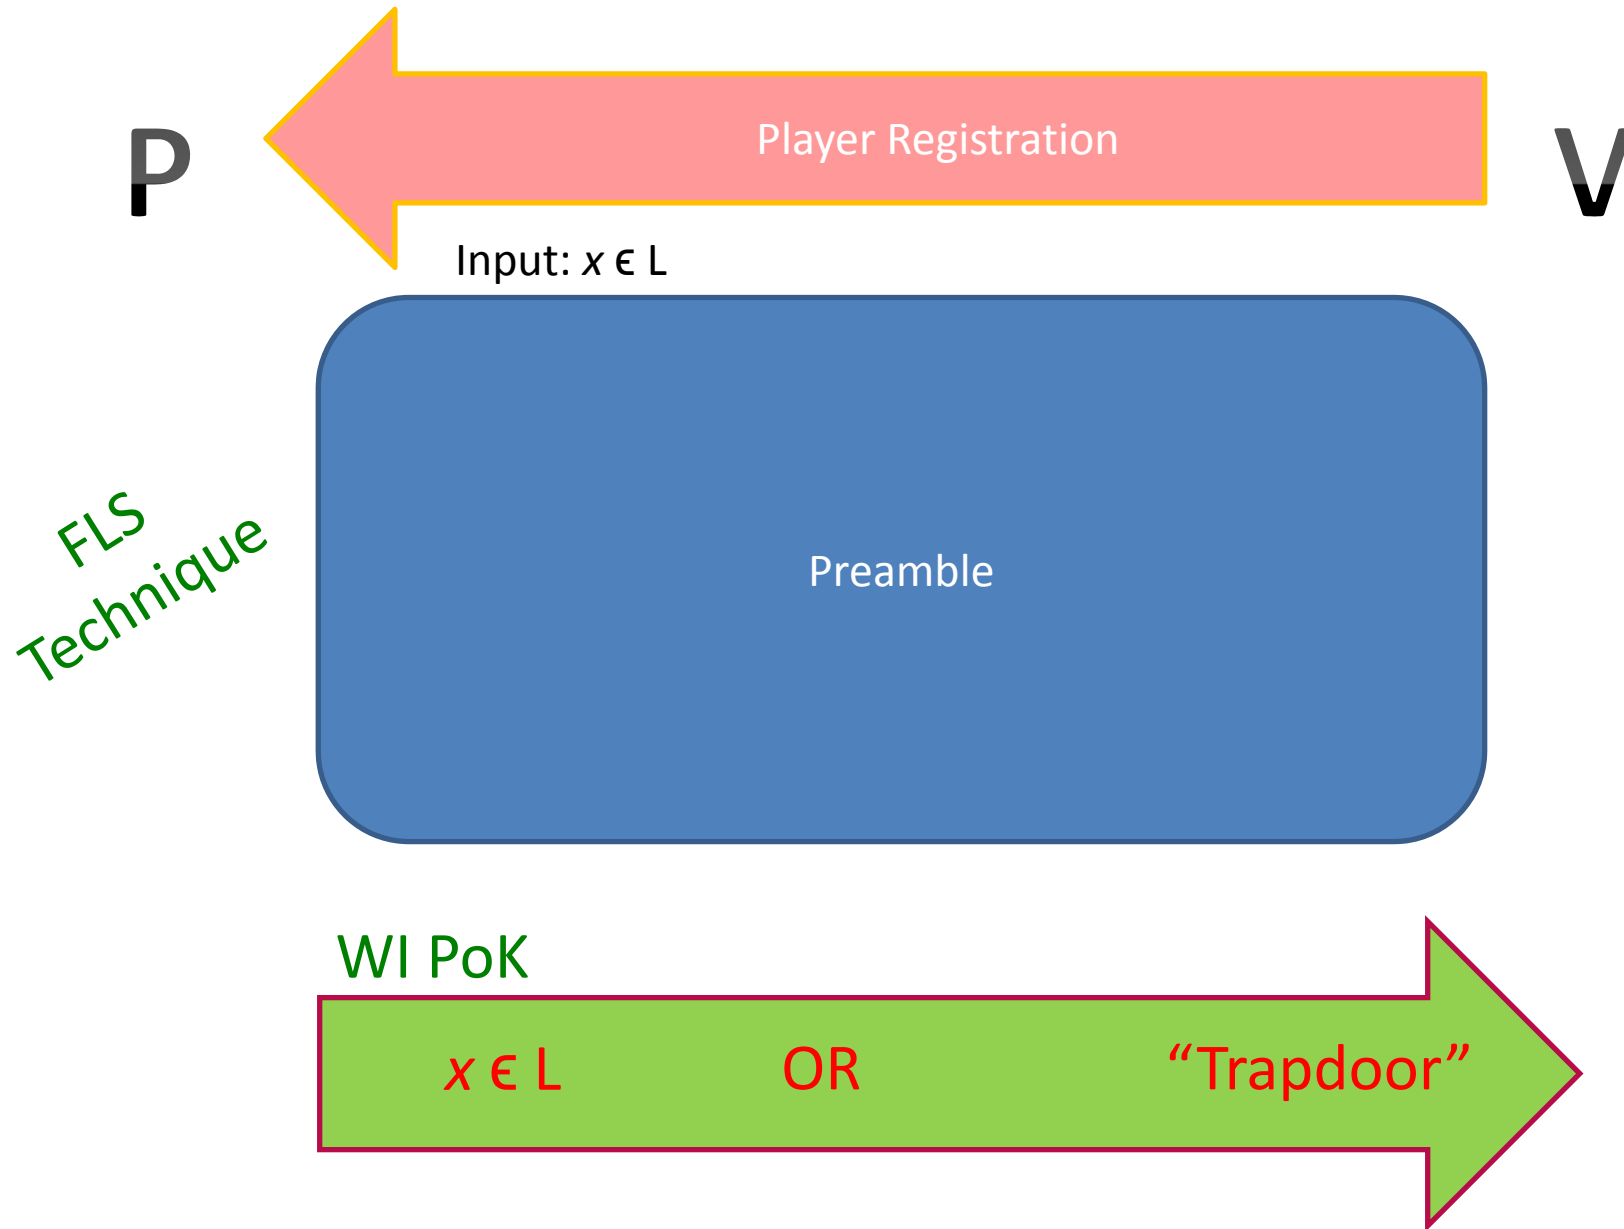 Player Registration
P
V
Input: x ϵ L
FLS
Technique
Preamble
WI PoK
x ϵ L OR “Trapdoor”